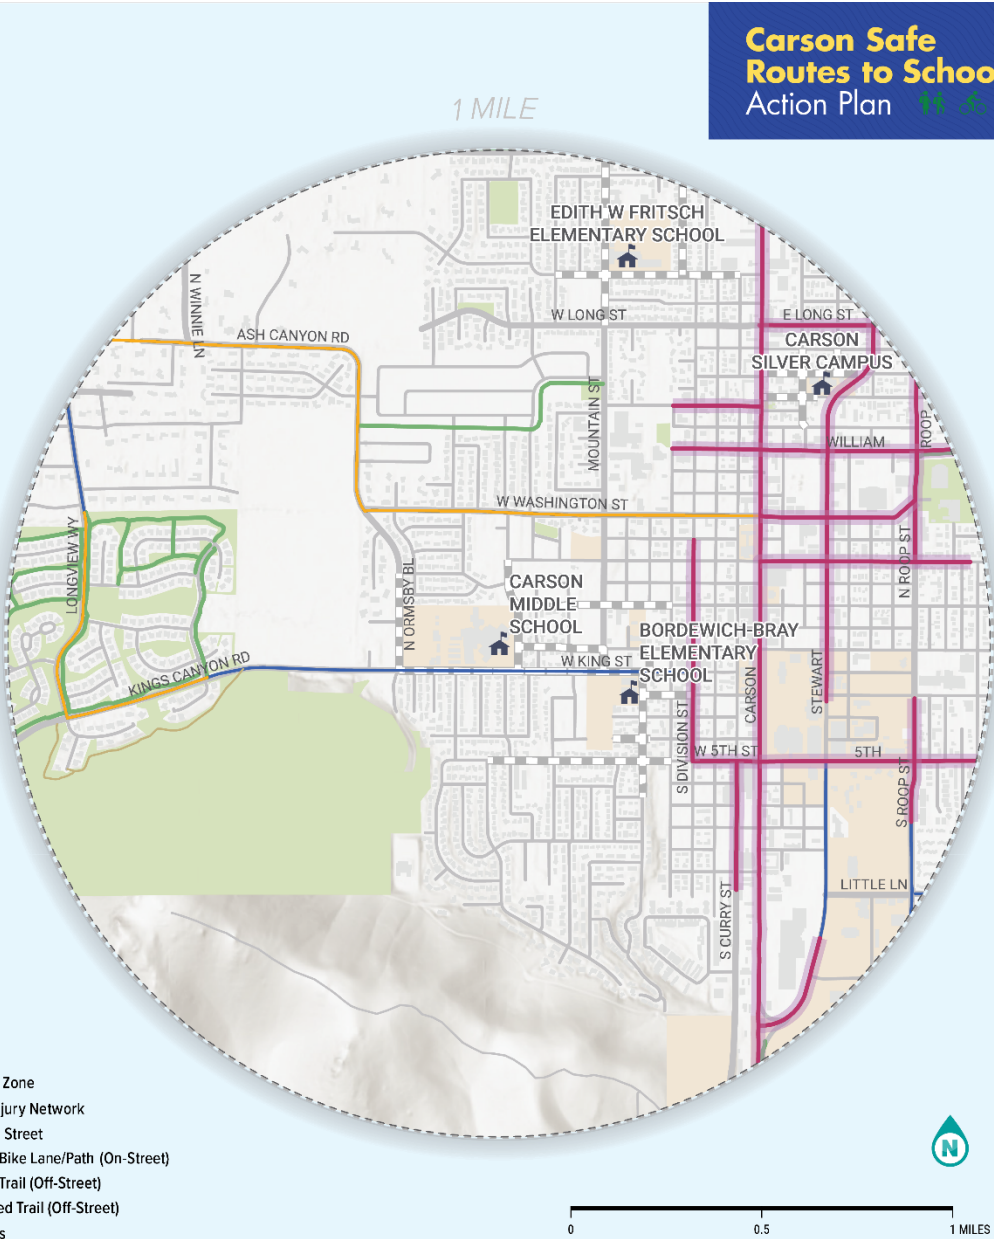 Carson Safe
Routes to Schoo
Action Plan
1 MILE
EDITH W FRITSCH
ELEMENTARY SCHOOL
N WINNIE LN
ASH CANYON RD
W LONG ST
E LONG ST
CARSON
SILVER CAMPUS
MOUNTAIN ST
ROOP
WILLIAM
W WASHINGTON ST
LONGVIEW WY
N ORMSBY BL
CARSON
MIDDLE
SCHOOL
N ROOP ST
BORDEWICH-BRAY
ELEMENTARY
SCHOOL
KINGS CANYON RD
W KING ST
CARSON
STEWART
S DIVISION ST
W 5TH ST
5TH
S ROOP ST
LITTLE LN
S CURRY ST
Zone
jury Network
Street
Bike Lane/Path (On-Street)
Trail (Off-Street)
ed Trail (Off-Street)
s
N
0 0.5 1 MILES